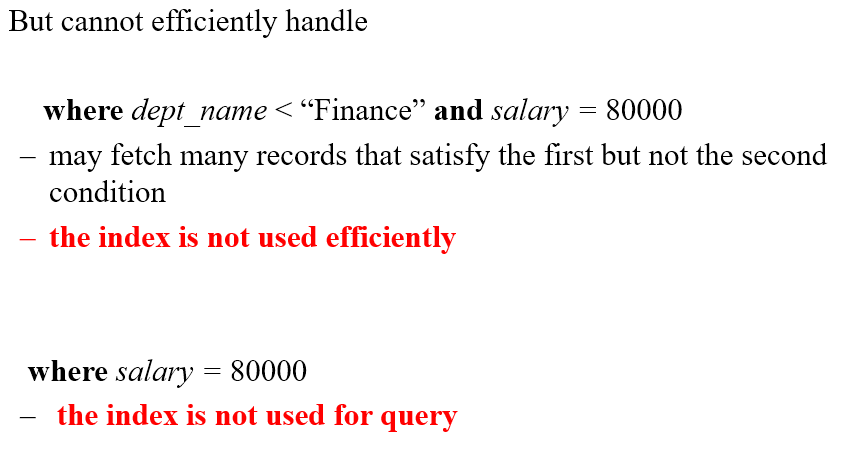 But cannot efficiently handle
where dept_name < “Finance” and salary = 80000
– may fetch many records that satisfy the first but not the second
condition
– the index is not used efficiently
where salary = 80000
– the index is not used for query